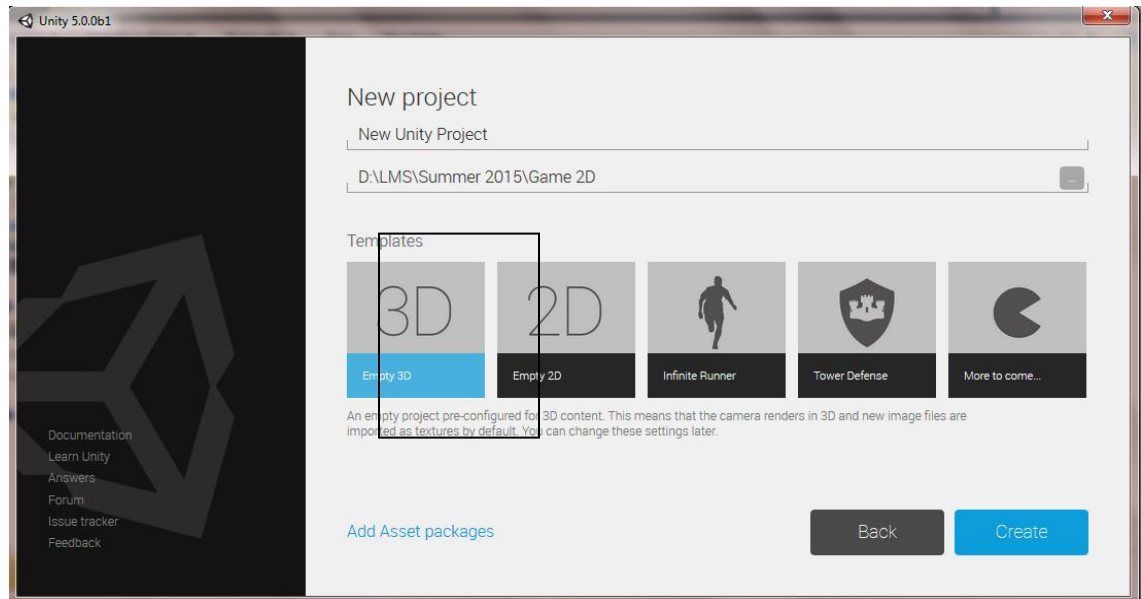 Unity 5.0.0b1
New project
New Unity Project
D:\LMS\Summer 2015\Game 2D
...
Templates
3D
2D
Empty 3D
Empty 2D
Infinite Runner
Tower Defense
More to come...
An empty project pre-configured for 3D content. This means that the camera renders in 3D and new image files are
imported as textures by default. You can change these settings later.
Documentation
Learn Unity
Answers
Forum
Issue tracker
Feedback
Add Asset packages
Back
Create